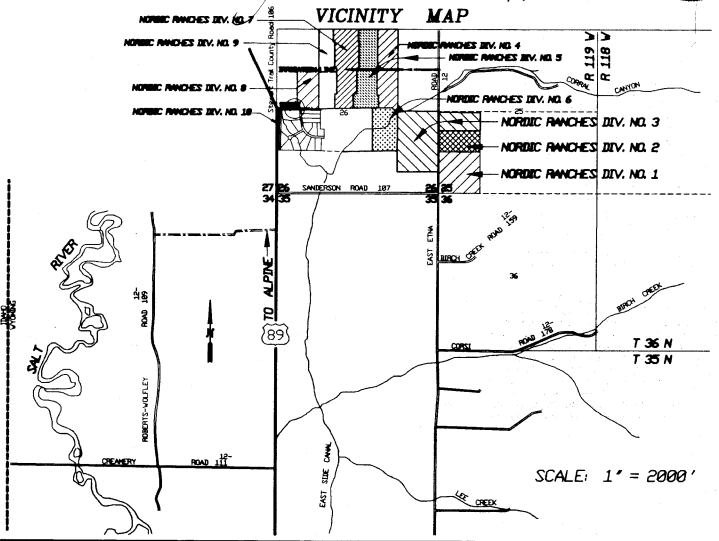 VICINITY MAP
NORDIC RANCHES DIV. NO. 7
NORDIC RANCHES DIV. NO. 9
NORDIC RANCHES DIV. NO. 8
NORDIC RANCHES DIV. NO. 10
Trail County Road 106
NORDIC RANCHES DIV. NO. 4
NORDIC RANCHES DIV. NO. 5
NORDIC RANCHES DIV. NO. 6
NORDIC RANCHES DIV. NO. 3
NORDIC RANCHES DIV. NO. 2
NORDIC RANCHES DIV. NO. 1
ROAD 12
CORRAL CANYON
R 119 W
R 118 W
26
25
27 26
34 35
SANDERSON ROAD 107
26 25
35 36
EAST ETNA
BIRCH CREEK ROAD 12-159
36
BIRCH CREEK
CORSI ROAD 12-178
T 36 N
T 35 N
IDAHO
WYOMING
SALT RIVER
ROBERTS-WOLFLEY ROAD 12-109
N
TO ALPINE
89
CREAMERY ROAD 12-111
EAST SIDE CANAL
LEE CREEK
SCALE: 1" = 2000'